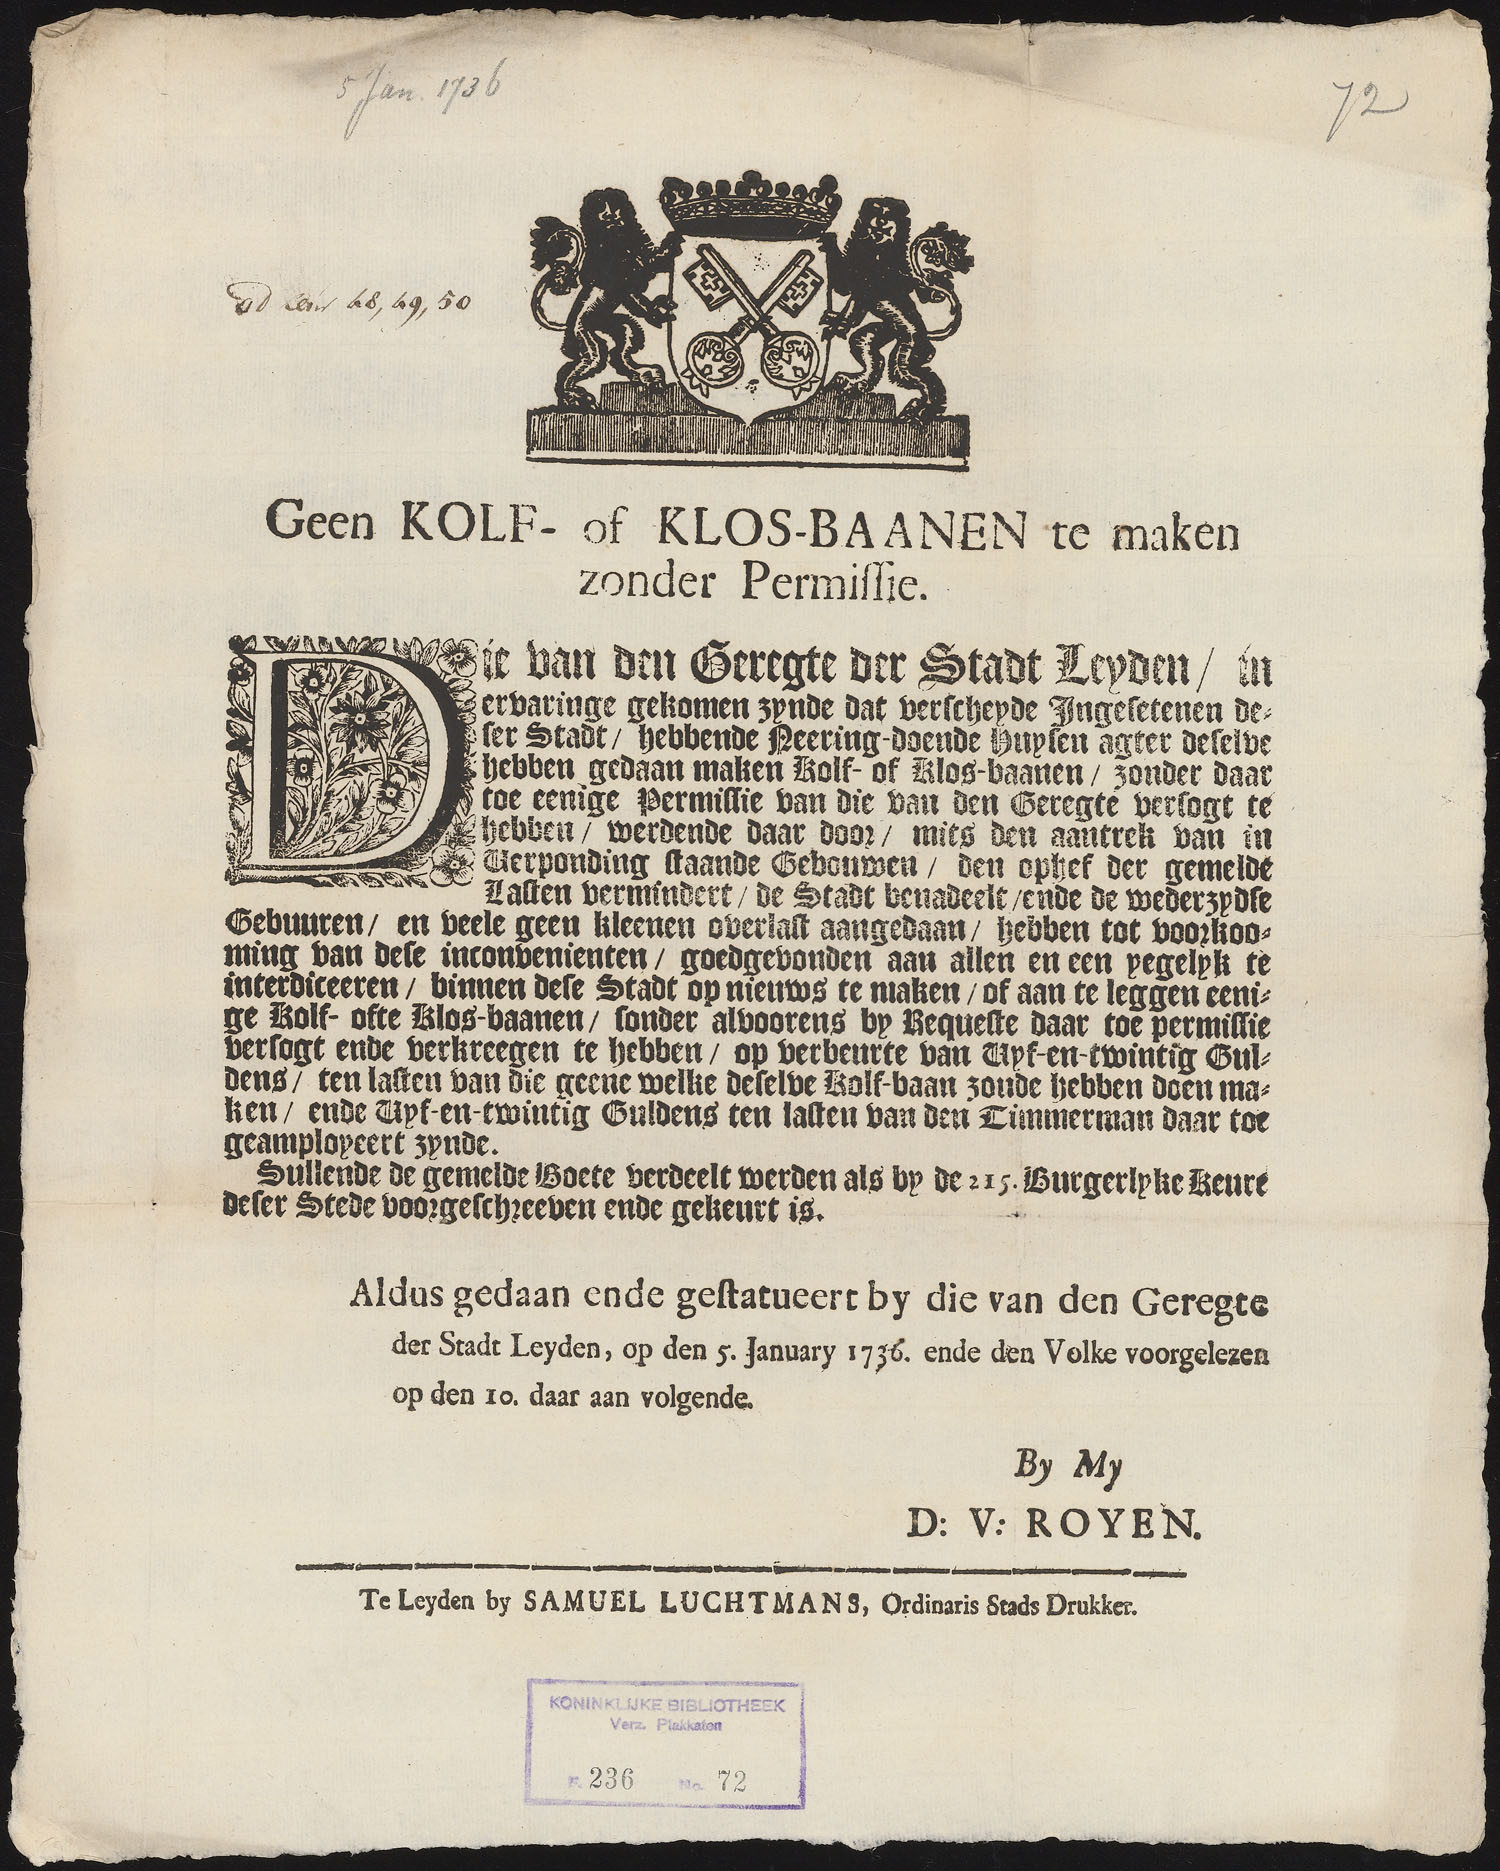 5 Jan. 1736
72
ad 48, 49, 50
Geen KOLF- of KLOS-BAANEN te maken
zonder Permiſſie.
Die van den Geregte der Stadt Leyden / in
ervaringe gekomen zynde dat verſcheyde Ingeſetenen de-
ſer Stadt / hebbende Neering-doende Huyſen agter deſelve
hebben gedaan maken Kolf- of Klos-baanen / zonder daar
toe eenige Permiſſie van die van den Geregte verſogt te
hebben / werdende daar door / mits den aantrek van in
Verponding ſtaande Gebouwen / den ophef der gemelde
Laſten vermindert / de Stadt benadeelt / ende de wederzydſe
Gebuuren / en veele geen kleenen overlaſt aangedaan / hebben tot voorkoo-
ming van deſe inconvenienten / goedgevonden aan allen en een yegelyk te
interdiceeren / binnen deſe Stadt op nieuws te maken / of aan te leggen eeni-
ge Kolf- ofte Klos-baanen / ſonder alvoorens by Requeſte daar toe permiſſie
verſogt ende verkreegen te hebben / op verbeurte van Vyf-en-twintig Gul-
dens / ten laſten van die geene welke deſelve Kolf-baan zoude hebben doen ma-
ken / ende Vyf-en-twintig Guldens ten laſten van den Timmerman daar toe
geamployeert zynde.
Sullende de gemelde Boete verdeelt werden als by de 215. Burgerlyke Keure
deſer Stede voorgeſchreeven ende gekeurt is.
Aldus gedaan ende geſtatueert by die van den Geregte
der Stadt Leyden, op den 5. January 1736. ende den Volke voorgelezen
op den 10. daar aan volgende.
By My
D: V: ROYEN.
Te Leyden by SAMUEL LUCHTMANS, Ordinaris Stads Drukker.
KONINKLIJKE BIBLIOTHEEK
Verz. Plakkaten
F. 236 No. 72